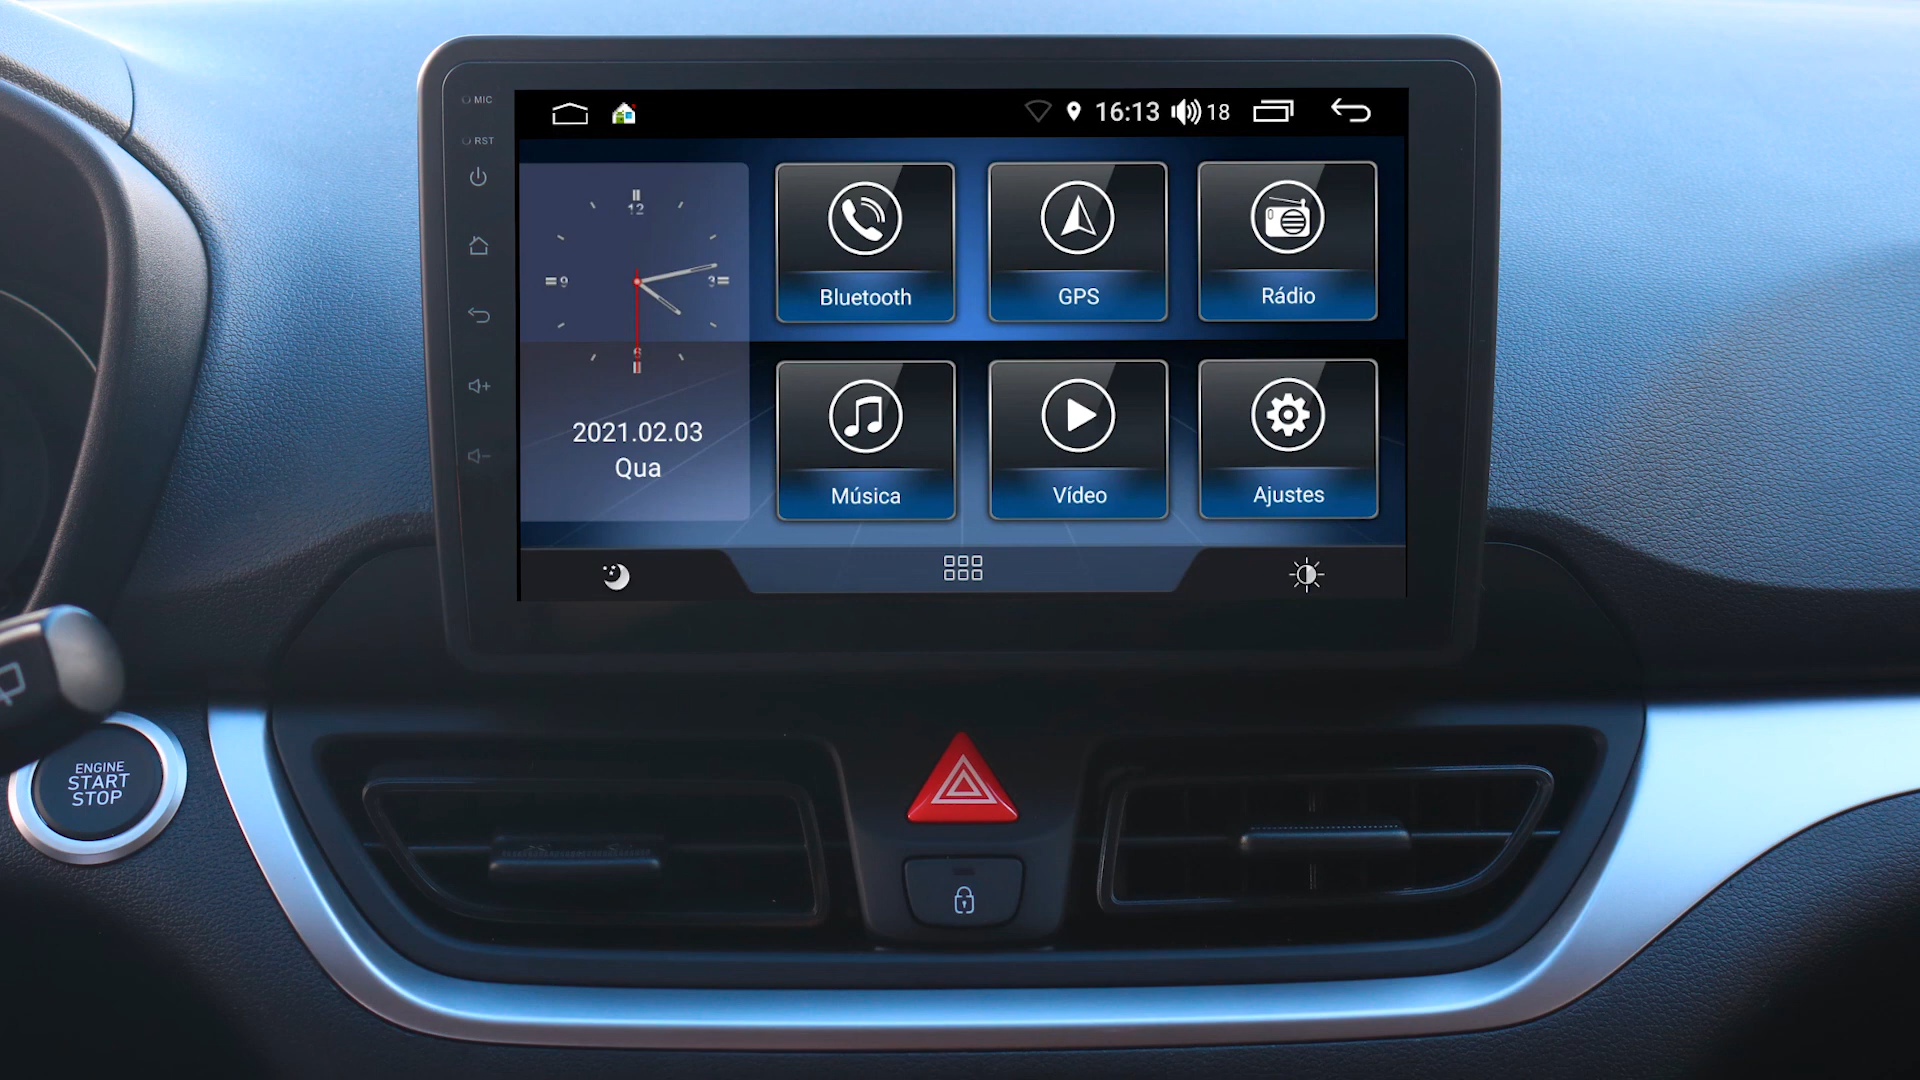 MIC
RST
16:13 18
12
9
3
6
2021.02.03
Qua
Bluetooth
GPS
Rádio
Música
Vídeo
Ajustes
ENGINE
START
STOP